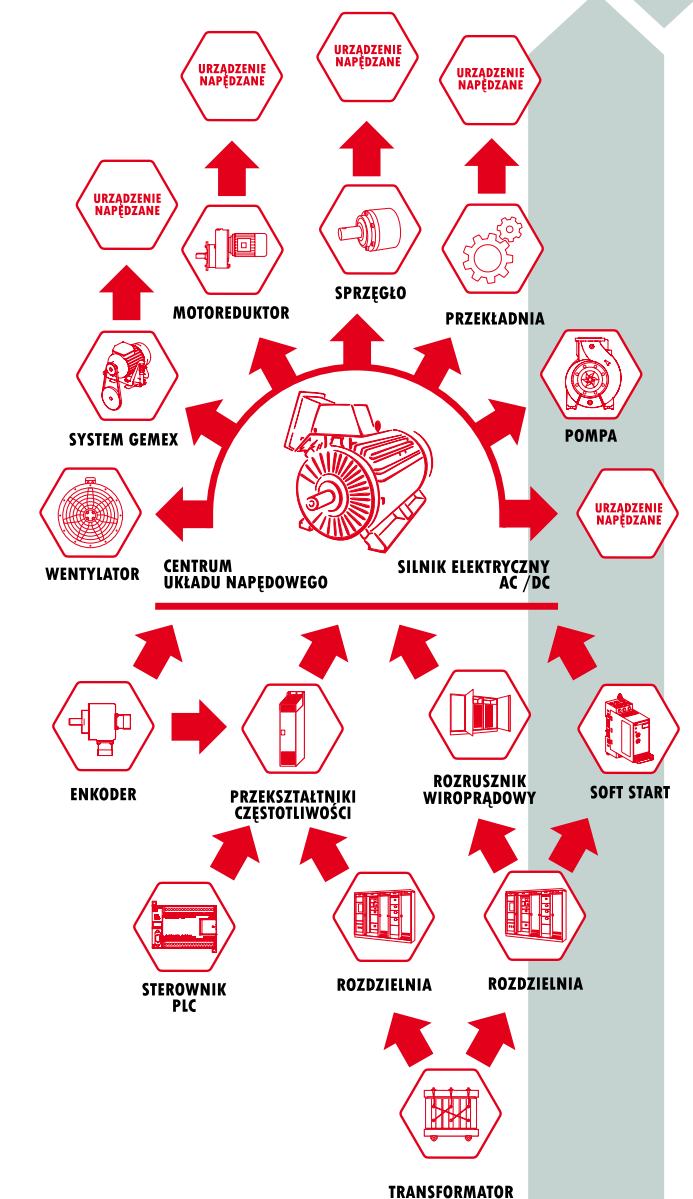 URZĄDZENIE
NAPĘDZANE
URZĄDZENIE
NAPĘDZANE
URZĄDZENIE
NAPĘDZANE
URZĄDZENIE
NAPĘDZANE
MOTOREDUKTOR
SPRZĘGŁO
PRZEKŁADNIA
SYSTEM GEMEX
POMPA
URZĄDZENIE
NAPĘDZANE
WENTYLATOR
CENTRUM
UKŁADU NAPĘDOWEGO
SILNIK ELEKTRYCZNY
AC /DC
ENKODER
PRZEKSZTAŁTNIKI
CZĘSTOTLIWOŚCI
ROZRUSZNIK
WIROPRĄDOWY
SOFT START
STEROWNIK
PLC
ROZDZIELNIA
ROZDZIELNIA
TRANSFORMATOR